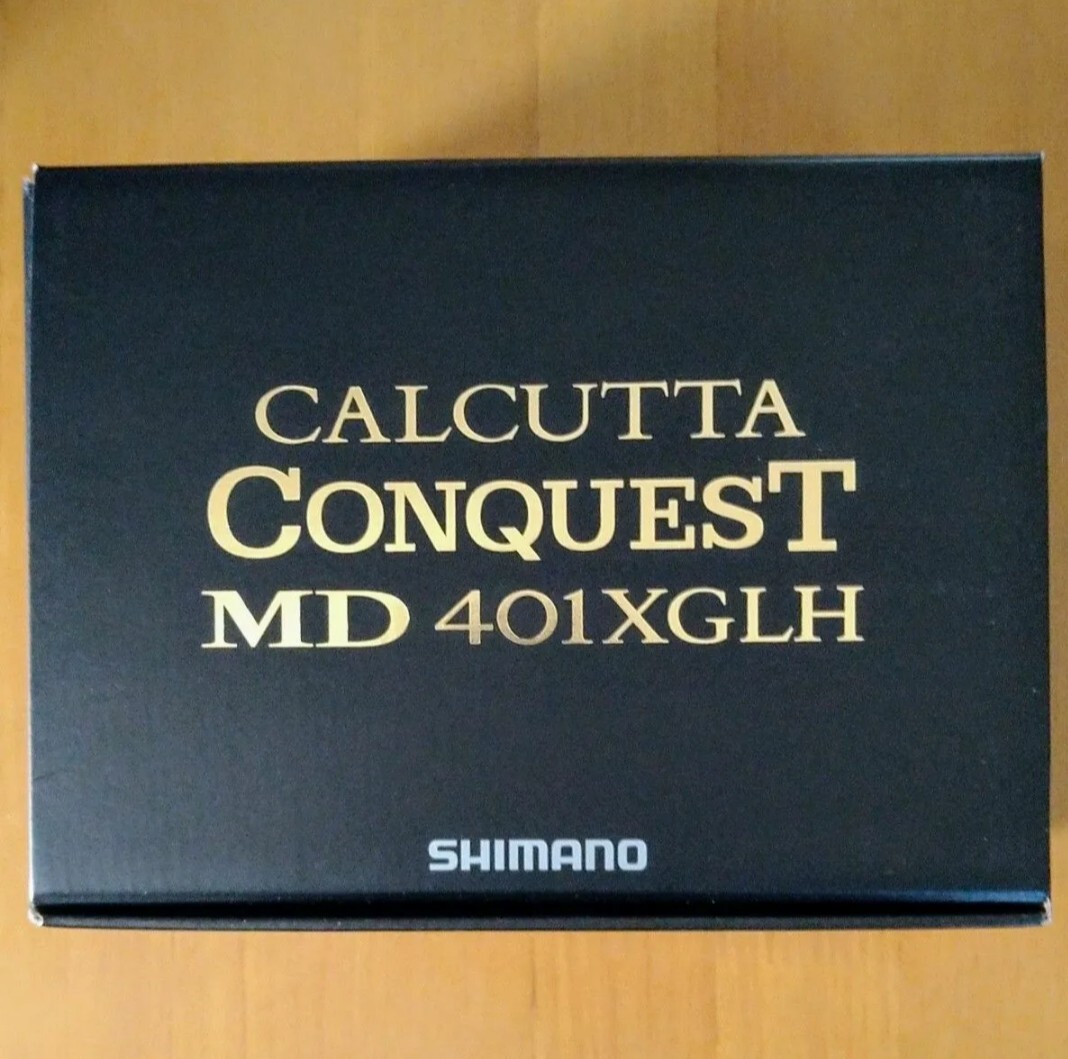 CALCUTTA
CONQUEST
MD 401XGLH
SHIMANO